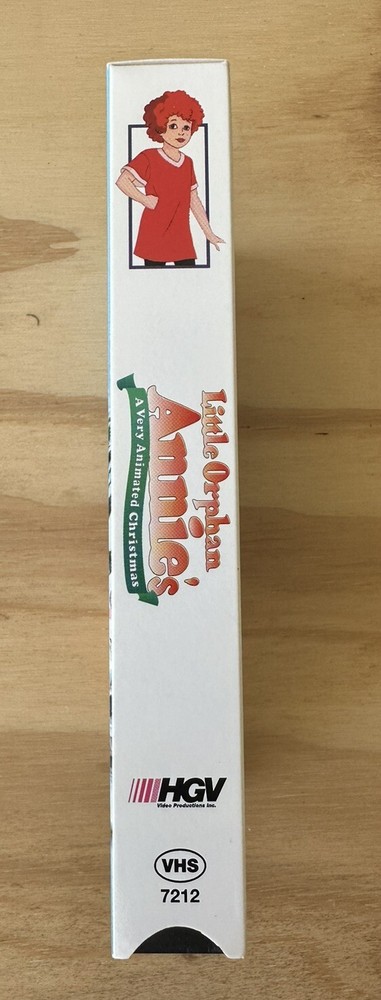 Little Orphan
Annie's
A Very Animated Christmas
HGV
Video Productions Inc.
VHS
7212